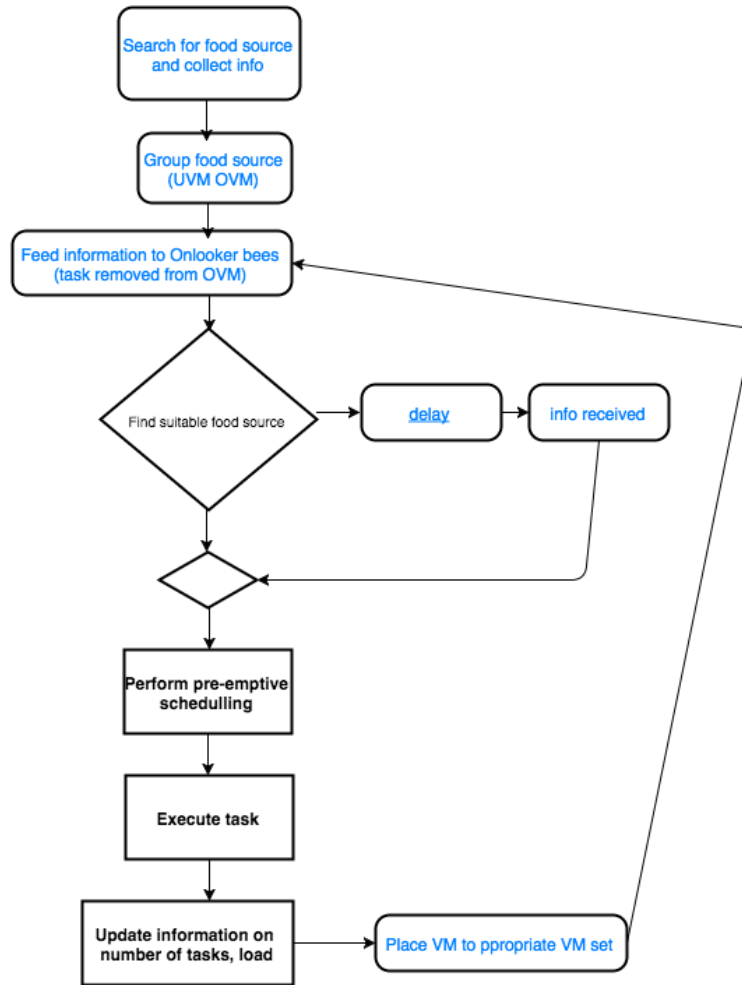 Search for food source
and collect info
Group food source
(UVM OVM)
Feed information to Onlooker bees
(task removed from OVM)
Find suitable food source
delay
info received
Perform pre-emptive
schedulling
Execute task
Update information on
number of tasks, load
Place VM to ppropriate VM set